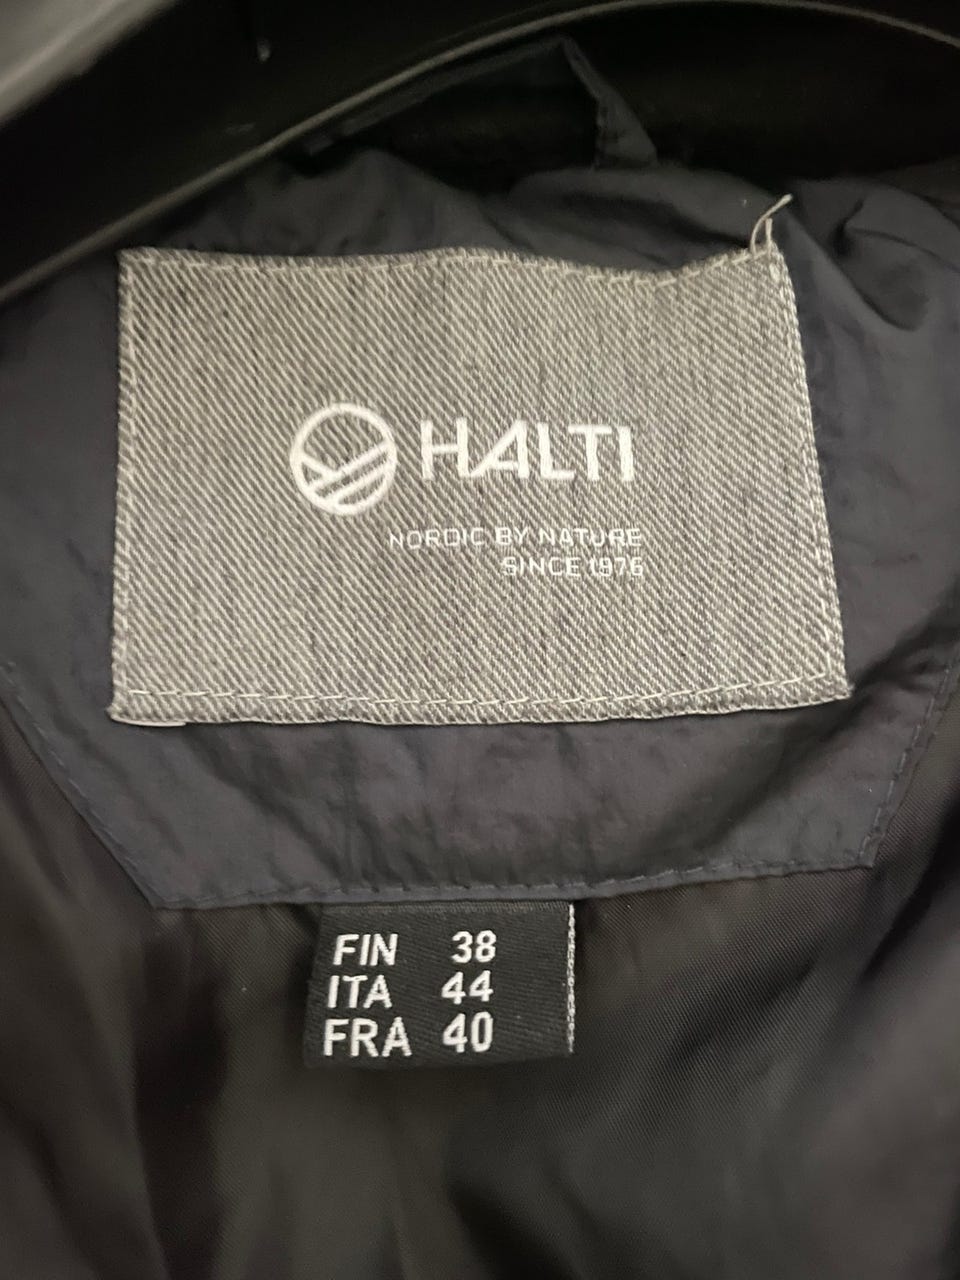 HALTI
NORDIC BY NATURE
SINCE 1976
FIN 38
ITA 44
FRA 40